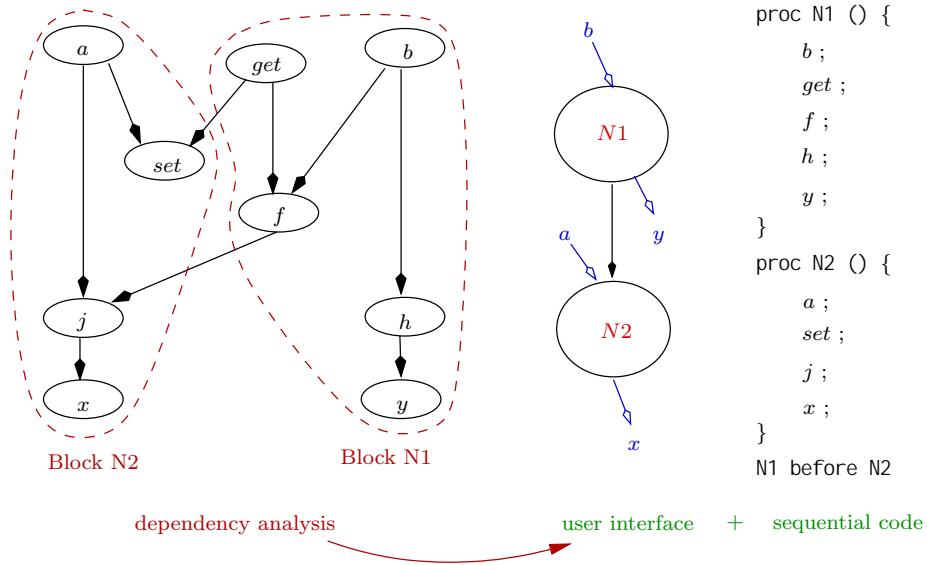 a
get
b
set
f
j
h
x
y
Block N2
Block N1
b
N1
y
a
N2
x
proc N1 () {
b ;
get ;
f ;
h ;
y ;
}
proc N2 () {
a ;
set ;
j ;
x ;
}
N1 before N2
dependency analysis
user interface + sequential code